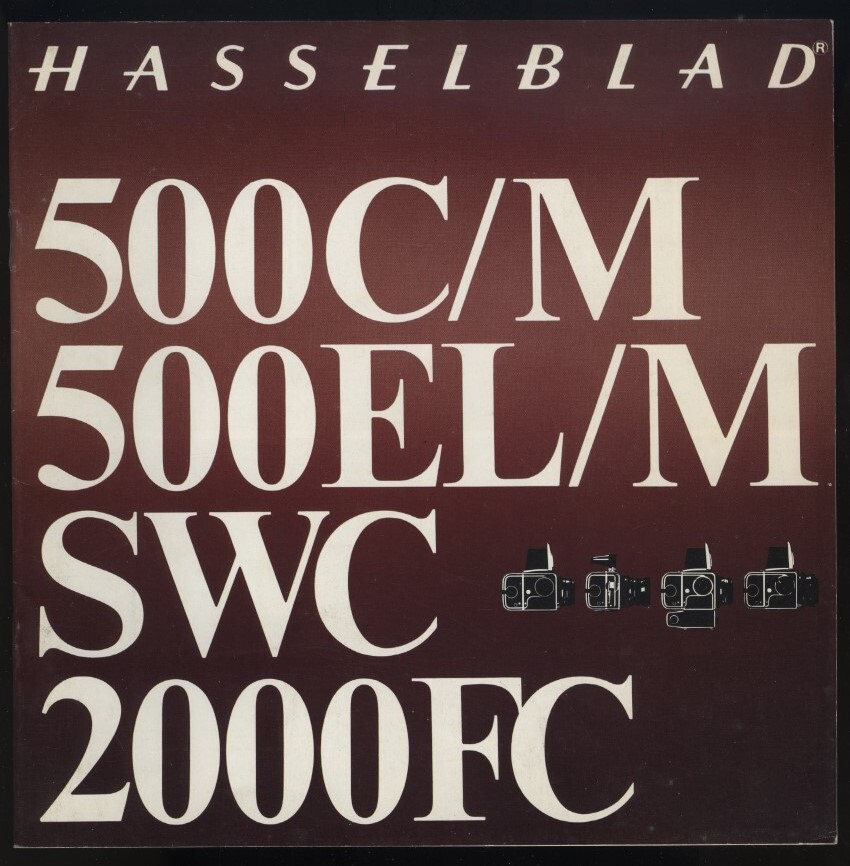 HASSELBLAD®
500C/M
500EL/M
SWC
2000FC